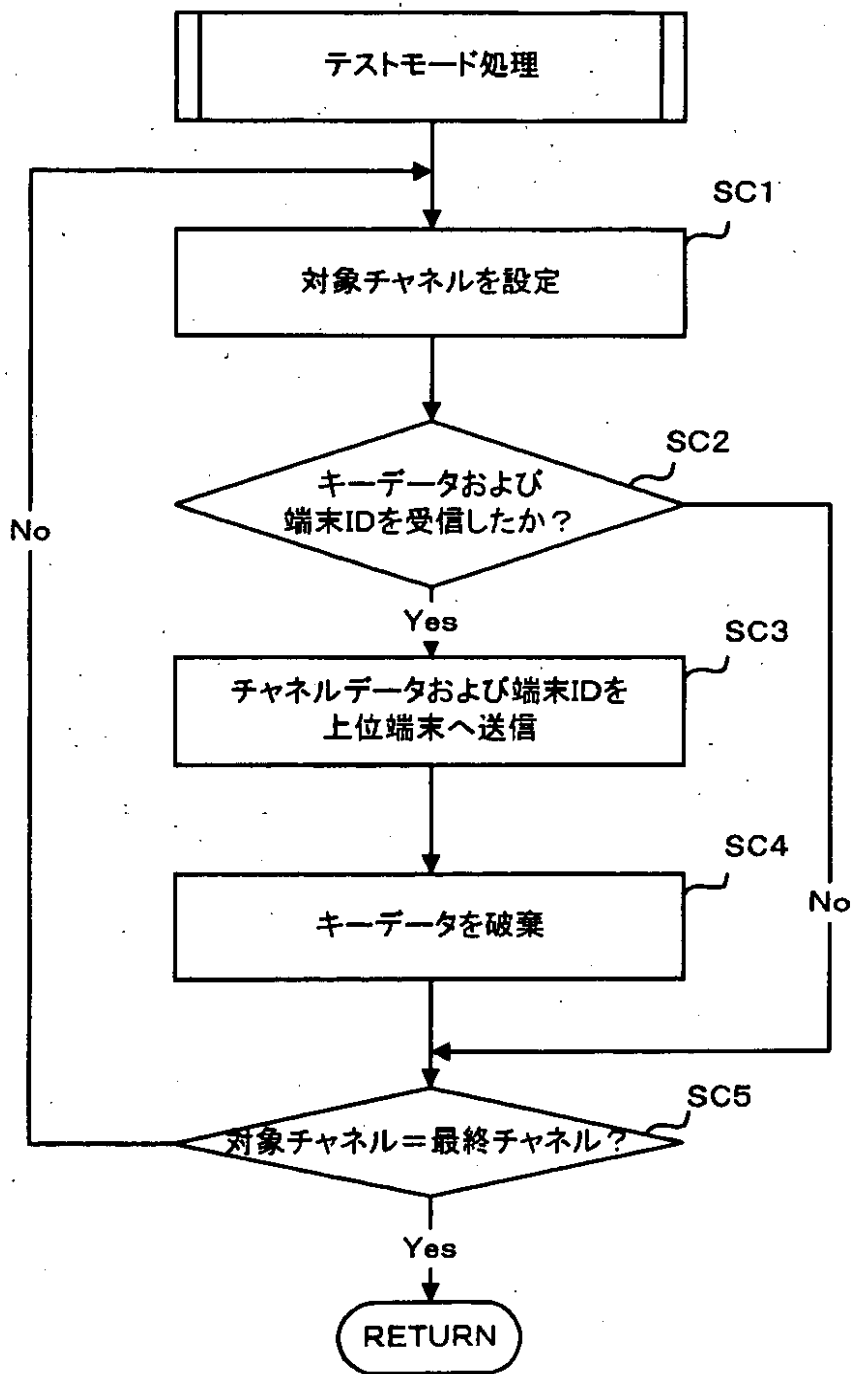 テストモード処理
SC1
対象チャネルを設定
SC2
キーデータおよび
端末IDを受信したか？
No
Yes
SC3
チャネルデータおよび端末IDを
上位端末へ送信
SC4
キーデータを破棄
No
SC5
対象チャネル＝最終チャネル？
Yes
RETURN